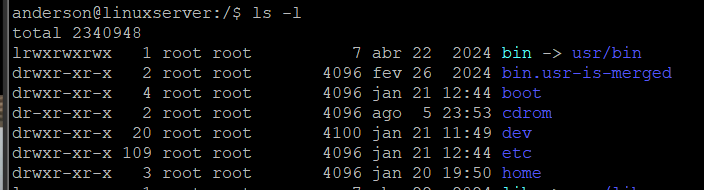 anderson@linuxserver:/$ ls -l
total 2340948
lrwxrwxrwx   1 root root          7 abr 22  2024 bin -> usr/bin
drwxr-xr-x   2 root root       4096 fev 26  2024 bin.usr-is-merged
drwxr-xr-x   4 root root       4096 jan 21 12:44 boot
dr-xr-xr-x   2 root root       4096 ago  5 23:53 cdrom
drwxr-xr-x  20 root root       4100 jan 21 11:49 dev
drwxr-xr-x 109 root root       4096 jan 21 12:44 etc
drwxr-xr-x   3 root root       4096 jan 20 19:50 home